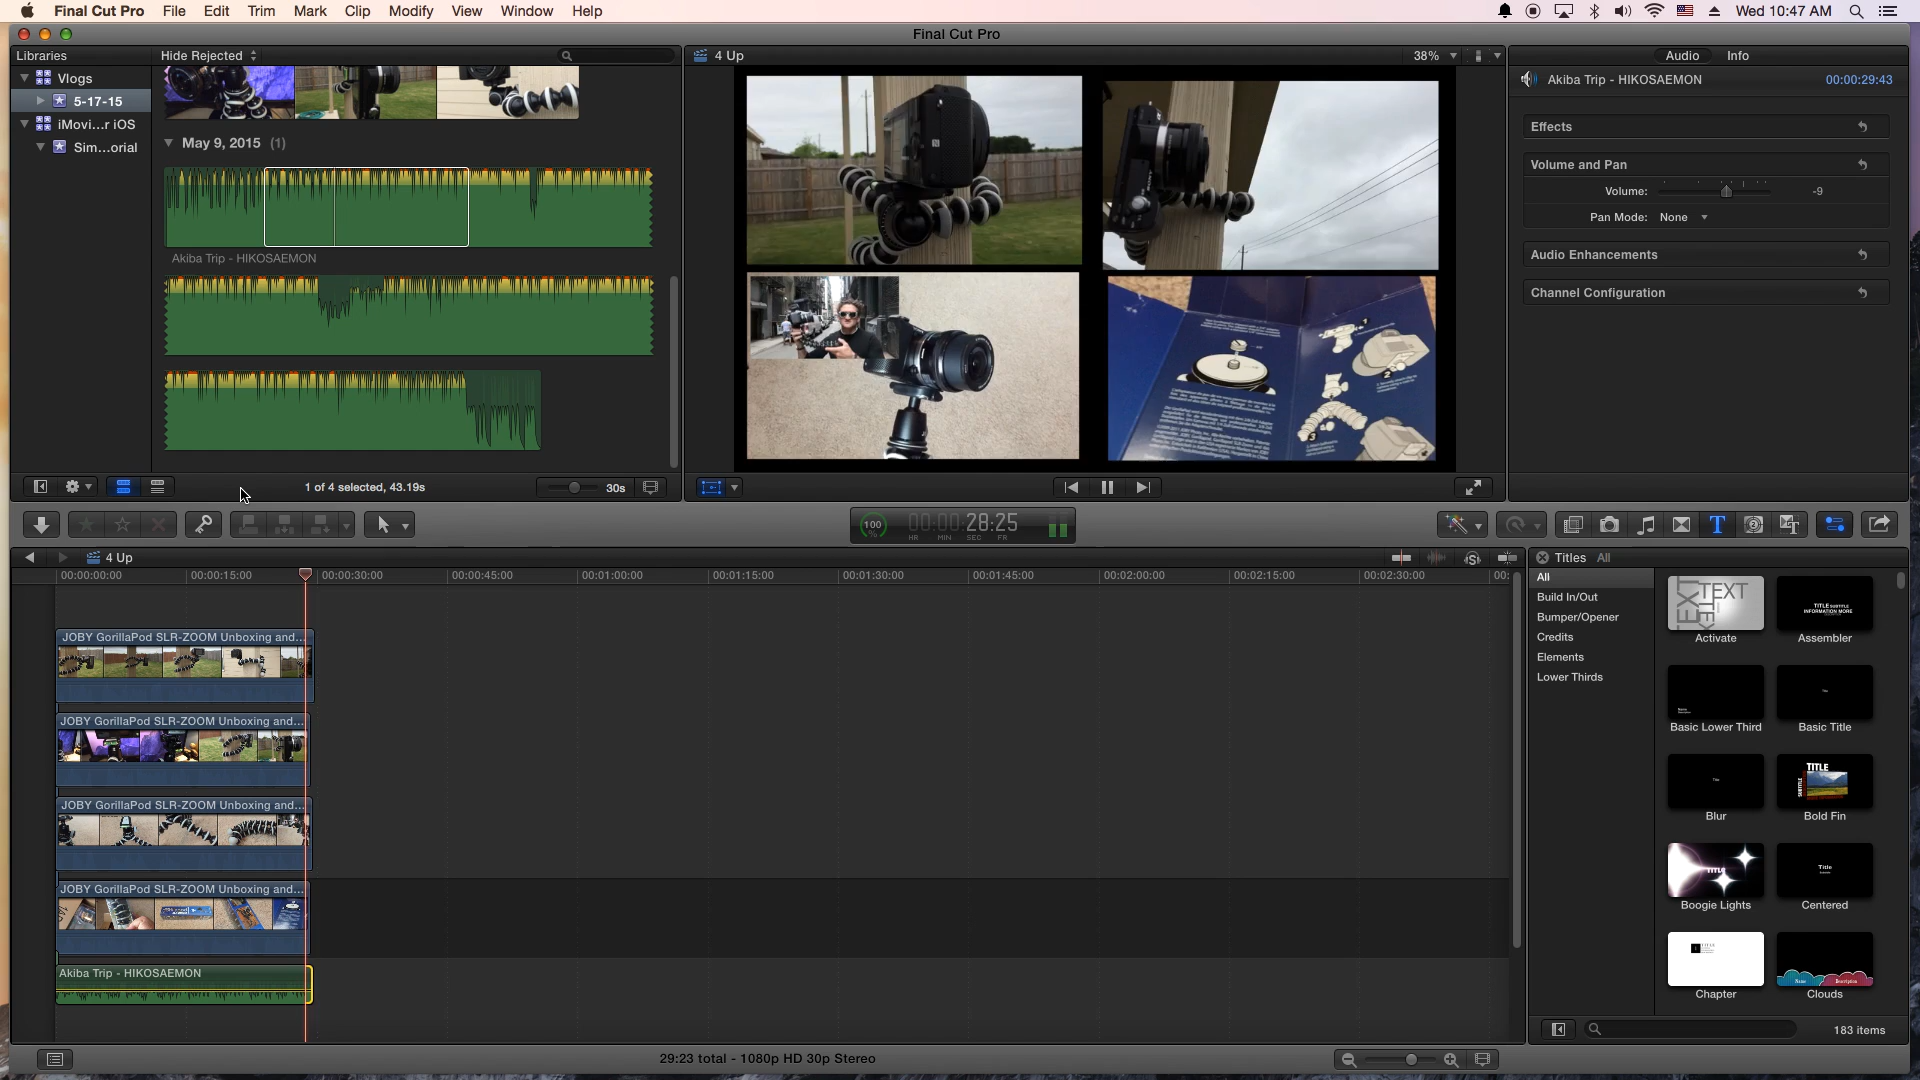 Final Cut Pro File Edit Trim Mark Clip Modify View Window Help
Wed 10:47 AM
Final Cut Pro
Libraries
Hide Rejected
Vlogs
5-17-15
iMovi...r iOS
Sim...orial
May 9, 2015 (1)
Akiba Trip - HIKOSAEMON
1 of 4 selected, 43.19s
30s
4 Up
38%
Audio Info
Akiba Trip - HIKOSAEMON
00:00:29:43
Effects
Volume and Pan
Volume:
-9
Pan Mode: None
Audio Enhancements
Channel Configuration
100
%
00:00:28:25
HR MIN SEC FR
4 Up
00:00:00:00
00:00:15:00
00:00:30:00
00:00:45:00
00:01:00:00
00:01:15:00
00:01:30:00
00:01:45:00
00:02:00:00
00:02:15:00
00:02:30:00
00:
JOBY GorillaPod SLR-ZOOM Unboxing and...
JOBY GorillaPod SLR-ZOOM Unboxing and...
JOBY GorillaPod SLR-ZOOM Unboxing and...
JOBY GorillaPod SLR-ZOOM Unboxing and...
Akiba Trip - HIKOSAEMON
29:23 total - 1080p HD 30p Stereo
Titles All
All
Build In/Out
Bumper/Opener
Credits
Elements
Lower Thirds
TEXT
Activate
TITLE SUBTITLE
INFORMATION MORE
Assembler
Basic Lower Third
Title
Basic Title
Title
Blur
TITLE
SUBTITLE
Bold Fin
TITLE
Boogie Lights
Title
Centered
Chapter
Name
Description
Clouds
183 items